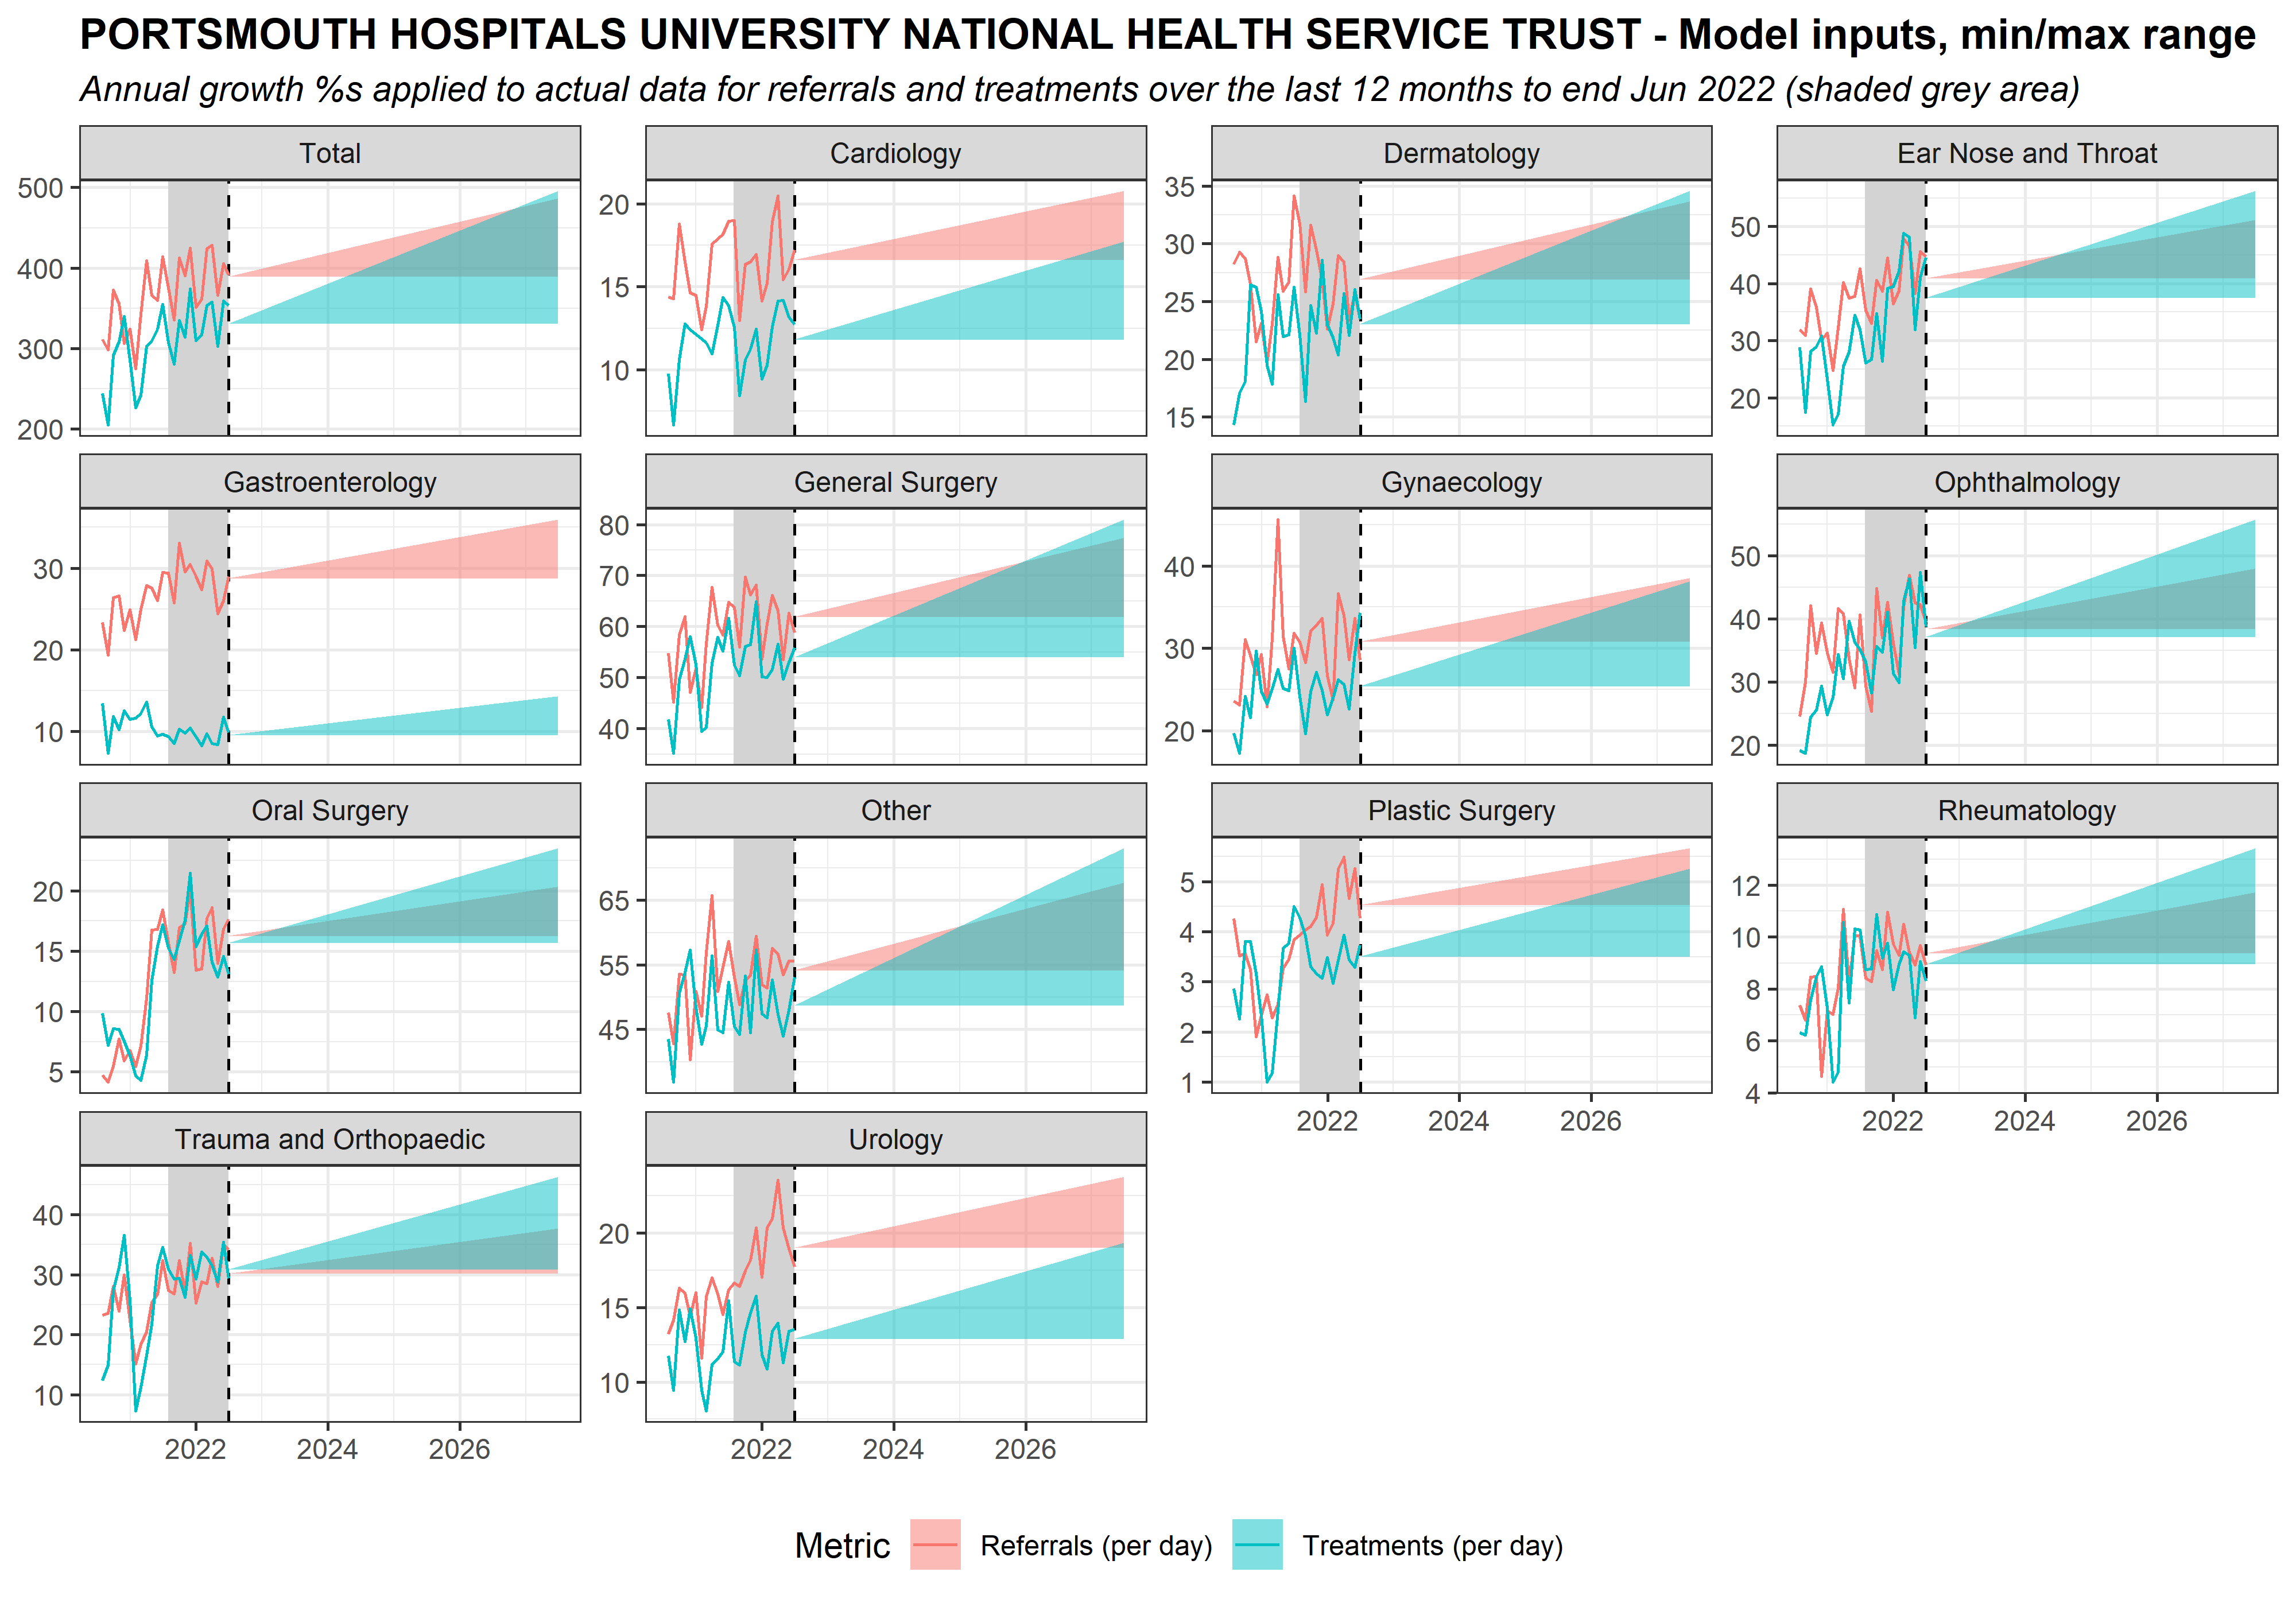 PORTSMOUTH HOSPITALS UNIVERSITY NATIONAL HEALTH SERVICE TRUST - Model inputs, min/max range
Annual growth %s applied to actual data for referrals and treatments over the last 12 months to end Jun 2022 (shaded grey area)
Total
500
400
300
200
Cardiology
20
15
10
Dermatology
35
30
25
20
15
Ear Nose and Throat
50
40
30
20
Gastroenterology
30
20
10
General Surgery
80
70
60
50
40
Gynaecology
40
30
20
Ophthalmology
50
40
30
20
Oral Surgery
20
15
10
5
Other
65
55
45
Plastic Surgery
5
4
3
2
1
2022 2024 2026
Rheumatology
12
10
8
6
4
2022 2024 2026
Trauma and Orthopaedic
40
30
20
10
2022 2024 2026
Urology
20
15
10
2022 2024 2026
Metric Referrals (per day) Treatments (per day)